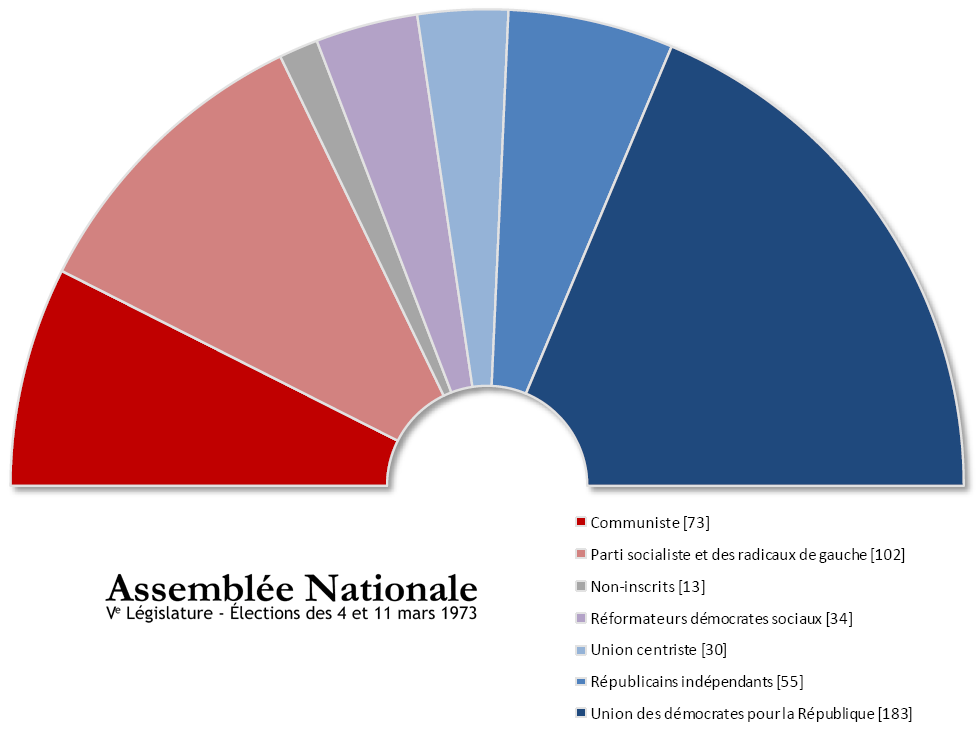 Assemblée Nationale
Ve Législature - Élections des 4 et 11 mars 1973
Communiste [73]
Parti socialiste et des radicaux de gauche [102]
Non-inscrits [13]
Réformateurs démocrates sociaux [34]
Union centriste [30]
Républicains indépendants [55]
Union des démocrates pour la République [183]